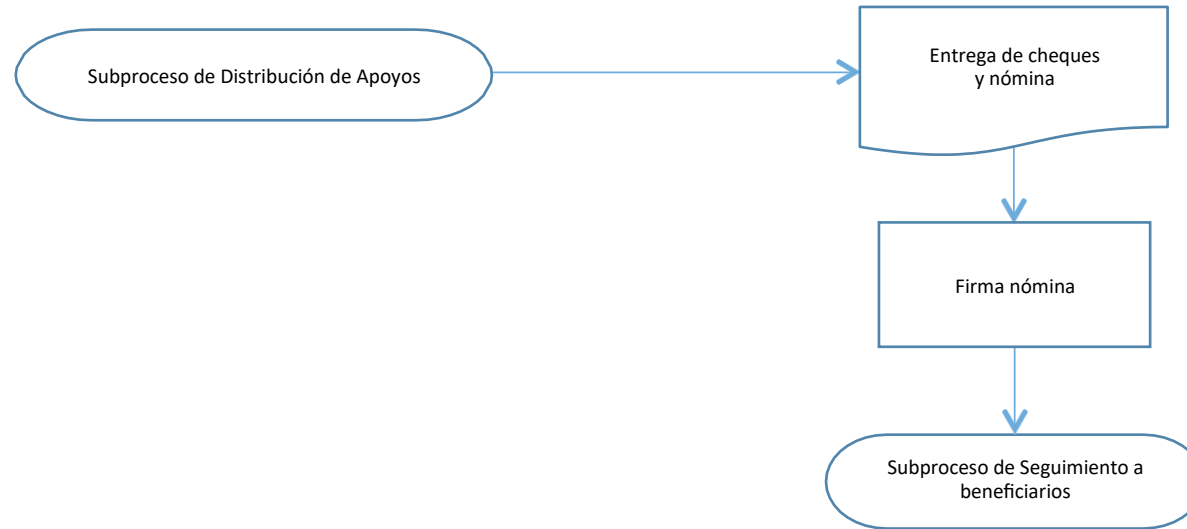 Subproceso de Distribución de Apoyos
Entrega de cheques
y nómina
Firma nómina
Subproceso de Seguimiento a
beneficiarios